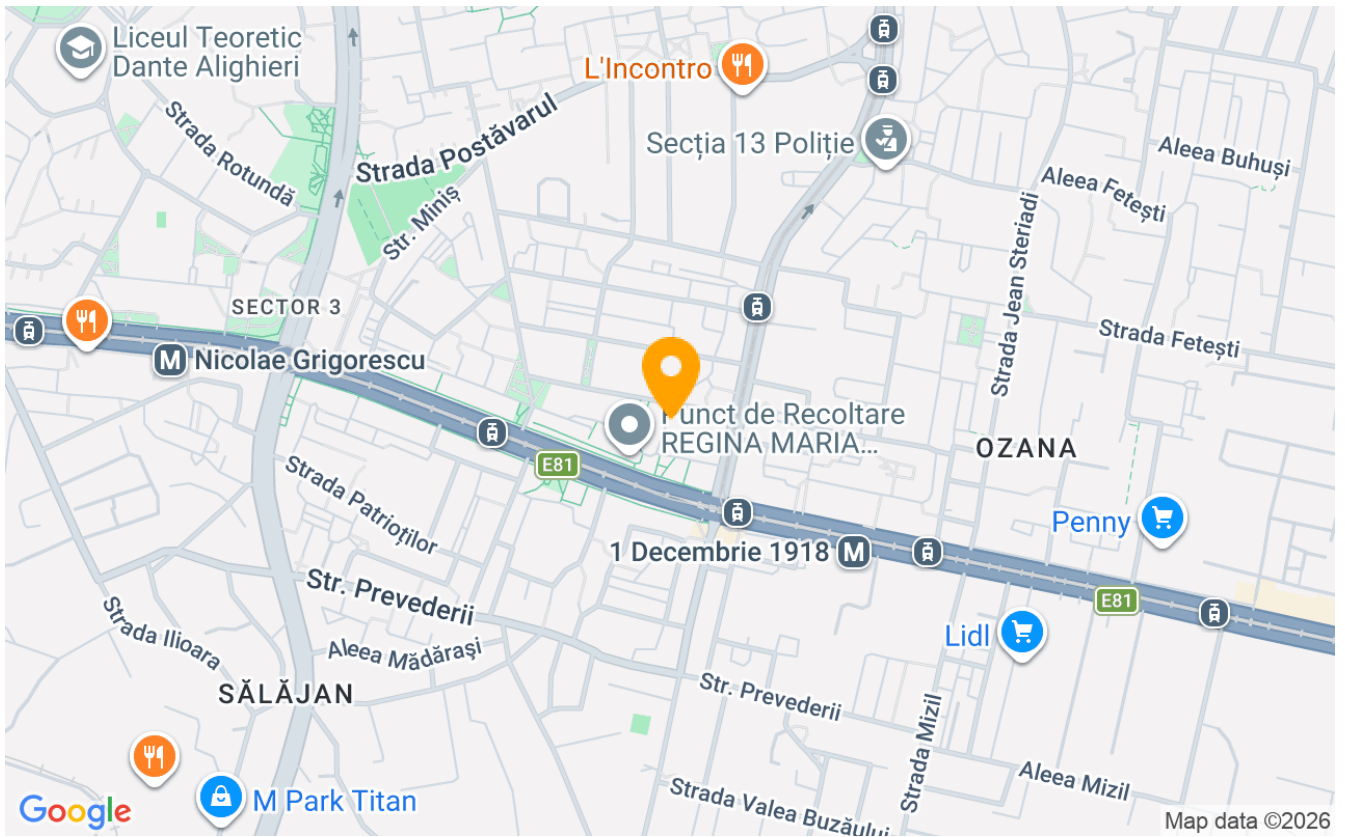 Liceul Teoretic
Dante Alighieri
L'Incontro
Strada Postăvarul
Strada Rotundă
Secția 13 Poliție
Aleea Buhuși
Aleea Fetești
Str. Miniș
Strada Jean Steriadi
SECTOR 3
Strada Fetești
M Nicolae Grigorescu
Punct de Recoltare
REGINA MARIA...
OZANA
E81
Strada Patrioților
Penny
1 Decembrie 1918 M
Str. Prevederii
E81
Strada Ilioara
Aleea Mădărași
Lidl
SĂLĂJAN
Str. Prevederii
Strada Mizil
Aleea Mizil
M Park Titan
Strada Valea Buzăului
Google
Map data ©2026